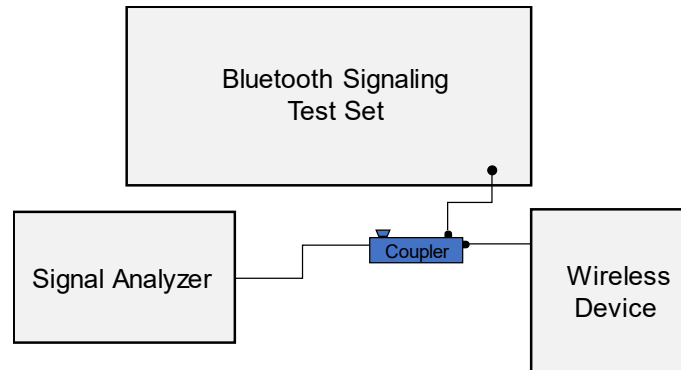 Bluetooth Signaling
Test Set
Signal Analyzer
Coupler
Wireless
Device